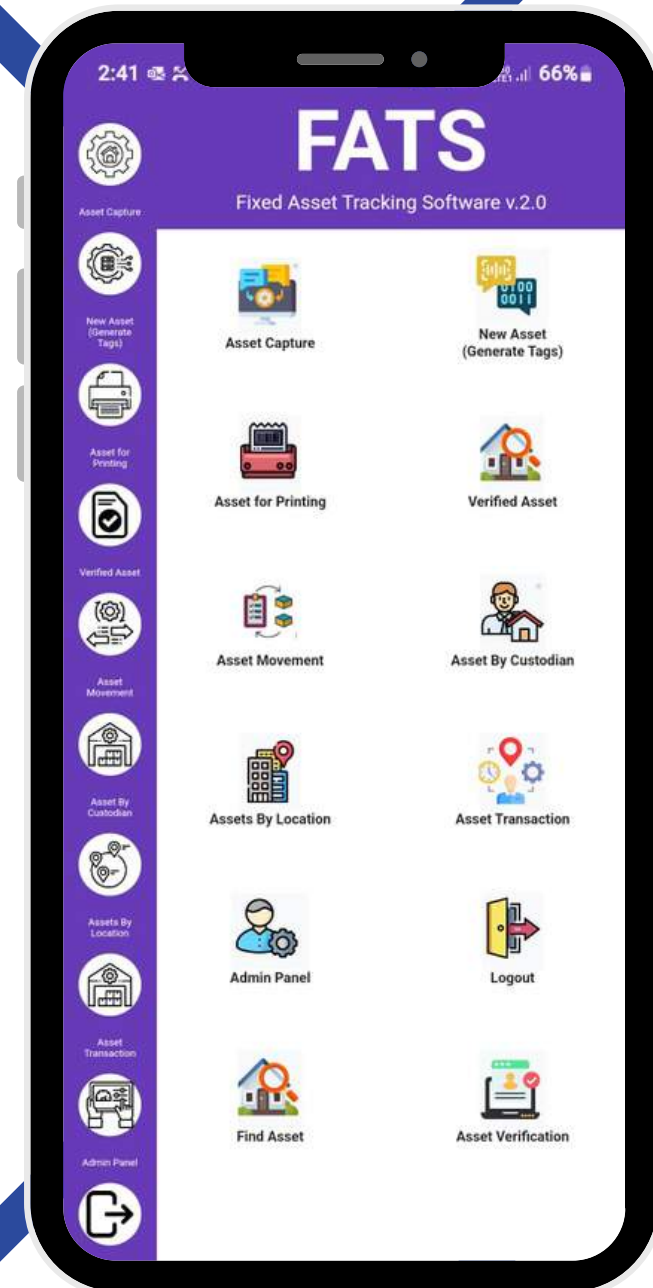 2:41
66%
FATS
Fixed Asset Tracking Software v.2.0
Asset Capture
New Asset
(Generate
Tags)
Asset for
Printing
Verified Asset
Asset
Movement
Asset By
Custodian
Assets By
Location
Asset
Transaction
Admin Panel
Asset Capture
New Asset
(Generate Tags)
0100
0011
Asset for Printing
Verified Asset
Asset Movement
Asset By Custodian
Assets By Location
Asset Transaction
Admin Panel
Logout
Find Asset
Asset Verification